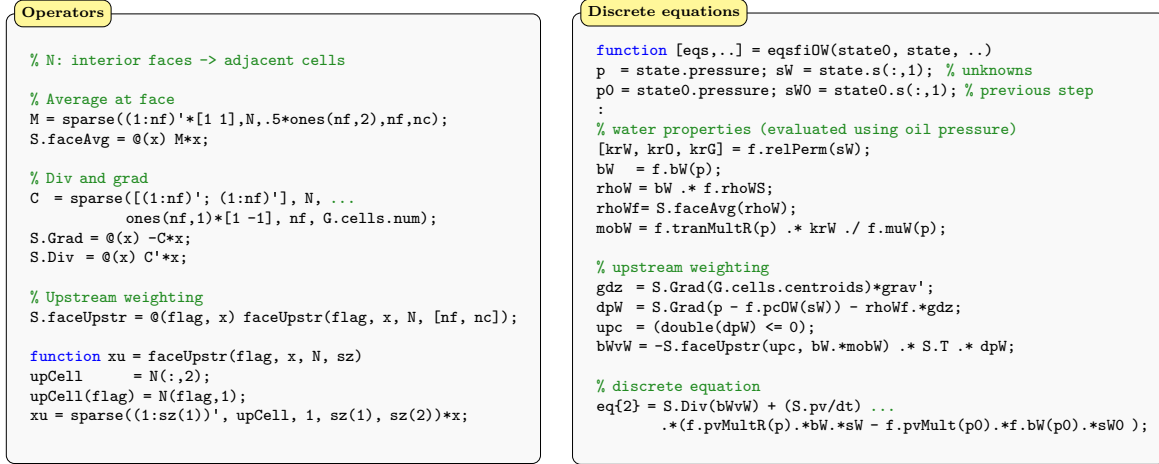 Operators
% N: interior faces -> adjacent cells
% Average at face
M = sparse((1:nf)'*[1 1],N,.5*ones(nf,2),nf,nc);
S.faceAvg = @(x) M*x;
% Div and grad
C  = sparse([(1:nf)'; (1:nf)'], N, ...
ones(nf,1)*[1 -1], nf, G.cells.num);
S.Grad = @(x) -C*x;
S.Div  = @(x) C'*x;
% Upstream weighting
S.faceUpstr = @(flag, x) faceUpstr(flag, x, N, [nf, nc]);
function xu = faceUpstr(flag, x, N, sz)
upCell       = N(:,2);
upCell(flag) = N(flag,1);
xu = sparse((1:sz(1))', upCell, 1, sz(1), sz(2))*x;
Discrete equations
function [eqs,..] = eqsfiOW(state0, state, ..)
p  = state.pressure; sW = state.s(:,1); % unknowns
p0 = state0.pressure; sW0 = state0.s(:,1); % previous step
:
% water properties (evaluated using oil pressure)
[krW, krO, krG] = f.relPerm(sW);
bW   = f.bW(p);
rhoW = bW .* f.rhoWS;
rhoWf= S.faceAvg(rhoW);
mobW = f.tranMultR(p) .* krW ./ f.muW(p);
% upstream weighting
gdz  = S.Grad(G.cells.centroids)*grav';
dpW  = S.Grad(p - f.pcOW(sW)) - rhoWf.*gdz;
upc  = (double(dpW) <= 0);
bWvW = -S.faceUpstr(upc, bW.*mobW) .* S.T .* dpW;
% discrete equation
eq{2} = S.Div(bWvW) + (S.pv/dt) ...
.*(f.pvMultR(p).*bW.*sW - f.pvMult(p0).*f.bW(p0).*sW0 );